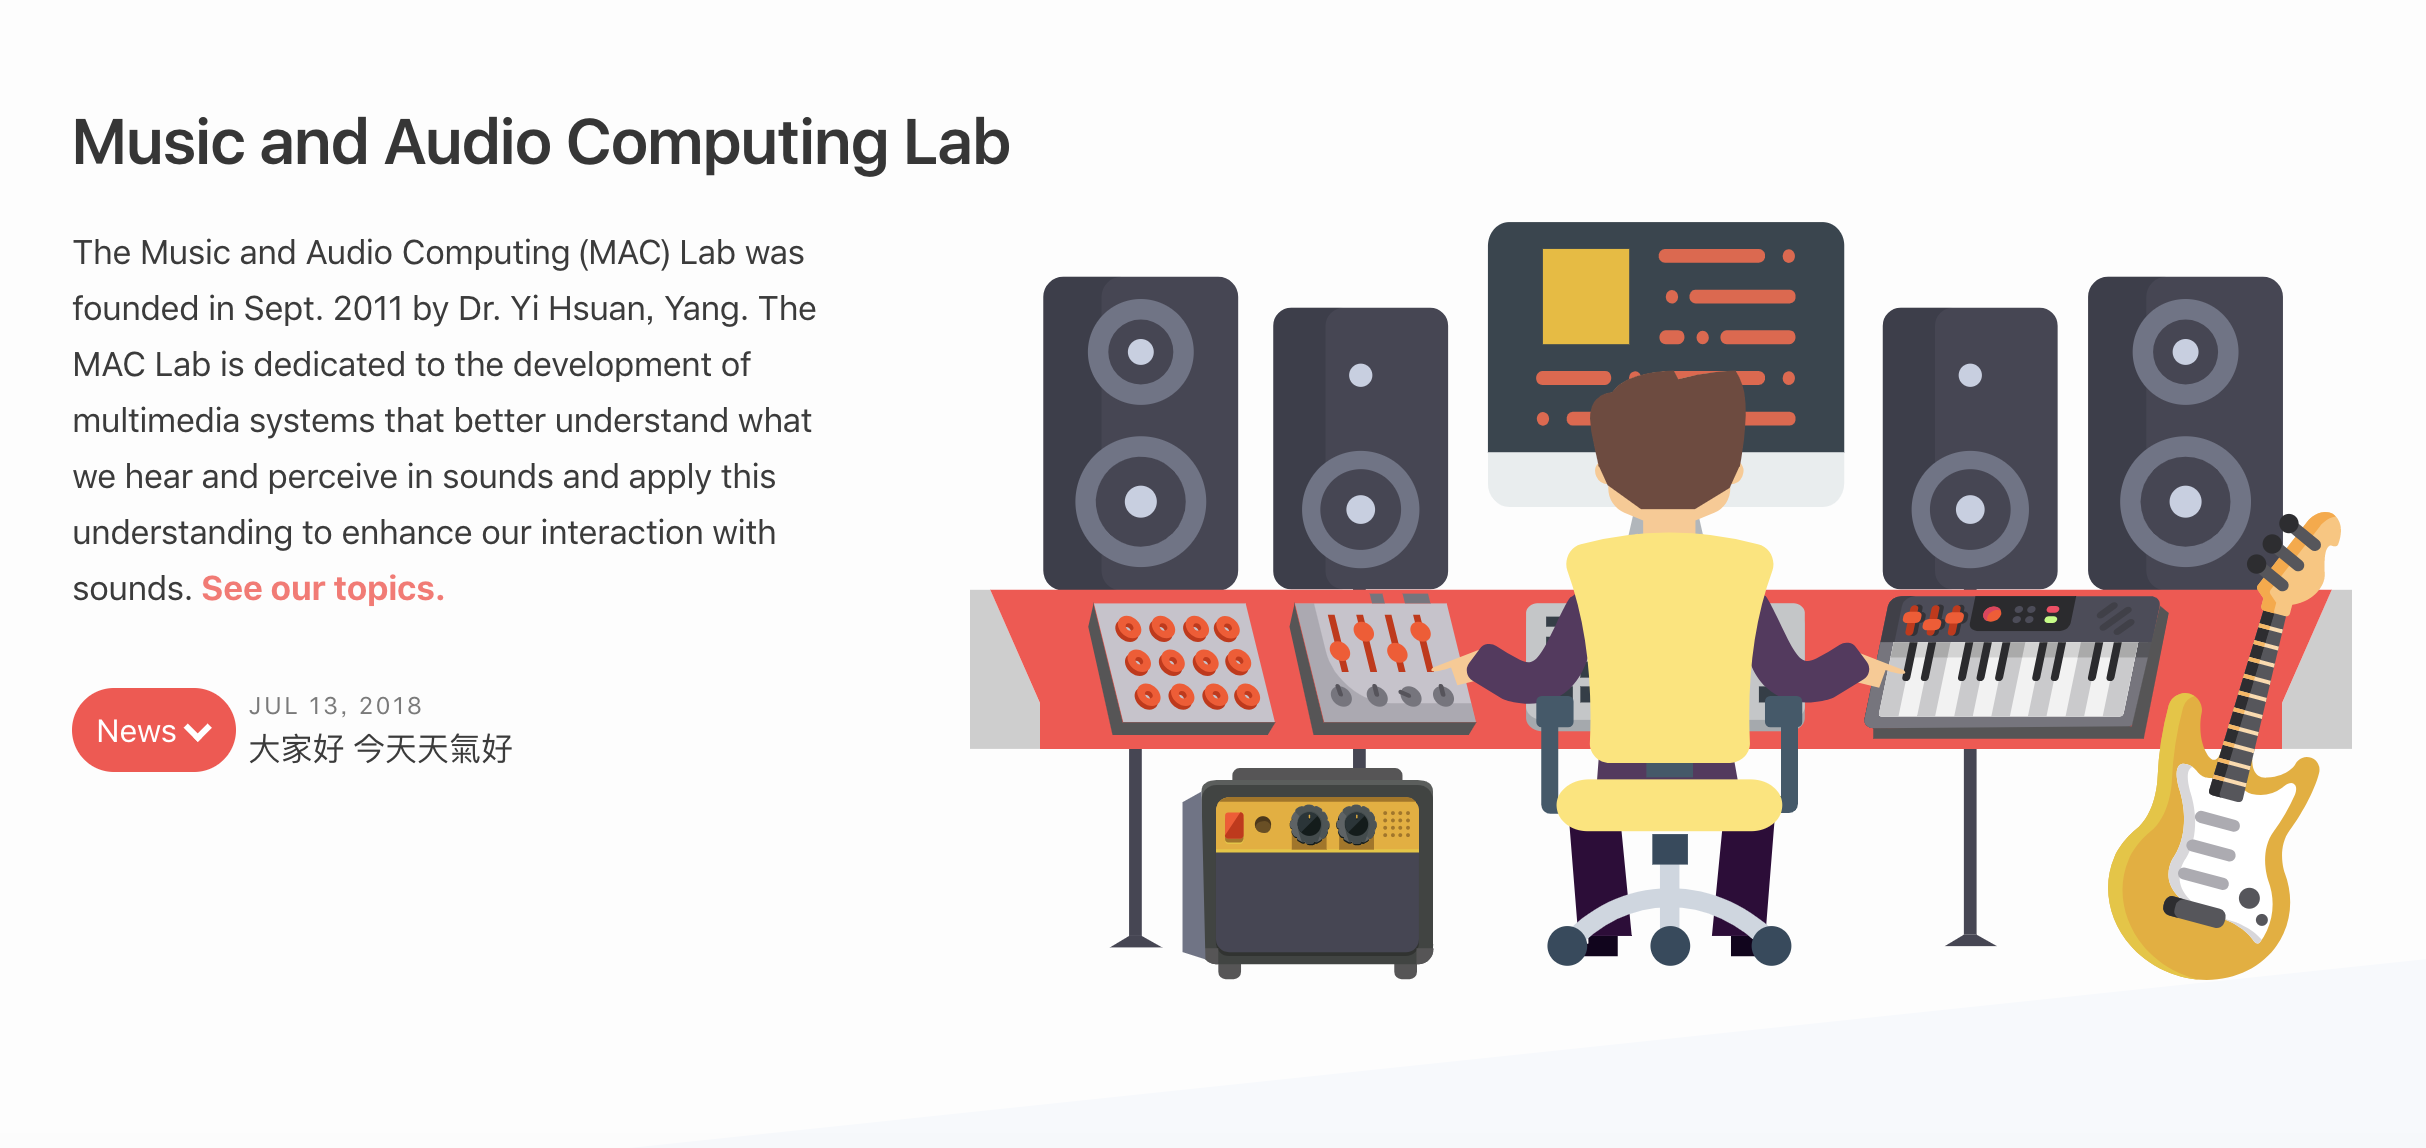 Music and Audio Computing Lab
The Music and Audio Computing (MAC) Lab was
founded in Sept. 2011 by Dr. Yi Hsuan, Yang. The
MAC Lab is dedicated to the development of
multimedia systems that better understand what
we hear and perceive in sounds and apply this
understanding to enhance our interaction with
sounds. See our topics.
News
JUL 13, 2018
大家好 今天天氣好